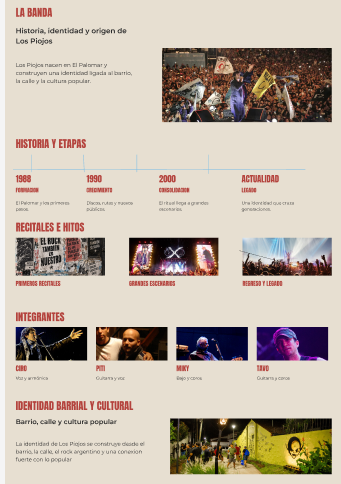 LA BANDA
Historia, identidad y origen de
Los Piojos
Los Piojos nacen en El Palomar y
construyen una identidad ligada al barrio,
la calle y la cultura popular.
HISTORIA Y ETAPAS
1988
1990
2000
ACTUALIDAD
FORMACION
CRECIMIENTO
CONSOLIDACION
LEGADO
El Palomar y los primeros
pasos.
Discos, rutas y nuevos
públicos.
El ritual llega a grandes
escenarios.
Una identidad que cruza
generaciones.
RECITALES E HITOS
EL ROCK
TAMBIÉN
ES
NUESTRO
PRIMEROS RECITALES
GRANDES ESCENARIOS
REGRESO Y LEGADO
INTEGRANTES
CIRO
PITI
MIKY
TAVO
Voz y armónica
Guitarra y voz
Bajo y coros
Guitarra y coros
IDENTIDAD BARRIAL Y CULTURAL
Barrio, calle y cultura popular
La identidad de Los Piojos se construye desde el
barrio, la calle, el rock argentino y una conexion
fuerte con lo popular